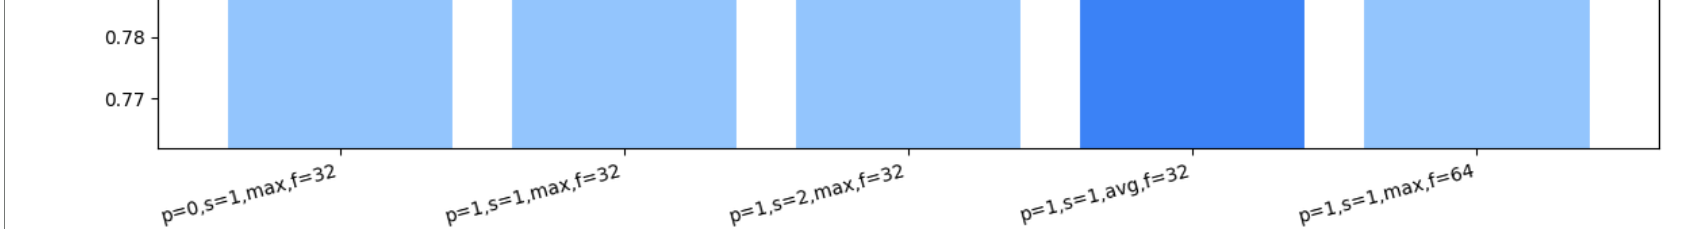 0.78
0.77
p=0,s=1,max,f=32
p=1,s=1,max,f=32
p=1,s=2,max,f=32
p=1,s=1,avg,f=32
p=1,s=1,max,f=64